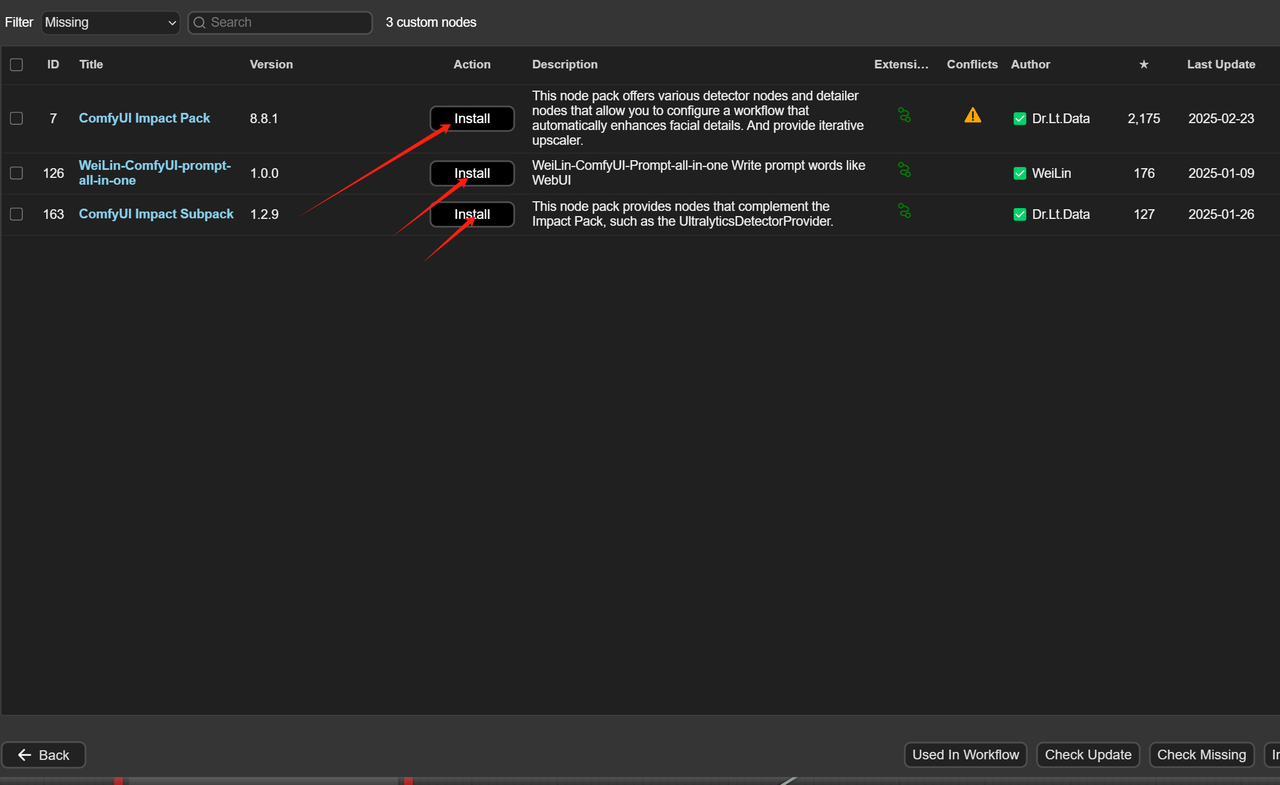 Filter Missing Search 3 custom nodes
ID Title Version Action Description Extensi... Conflicts Author ★ Last Update
This node pack offers various detector nodes and detailer
nodes that allow you to configure a workflow that
7 ComfyUI Impact Pack 8.8.1 Install Dr.Lt.Data 2,175 2025-02-23
automatically enhances facial details. And provide iterative
upscaler.
WeiLin-ComfyUI-prompt-
all-in-one
126 1.0.0 Install WeiLin-ComfyUI-Prompt-all-in-one Write prompt words like
WebUI
WeiLin 176 2025-01-09
163 ComfyUI Impact Subpack 1.2.9 Install This node pack provides nodes that complement the
Impact Pack, such as the UltralyticsDetectorProvider.
Dr.Lt.Data 127 2025-01-26
Back Used In Workflow Check Update Check Missing